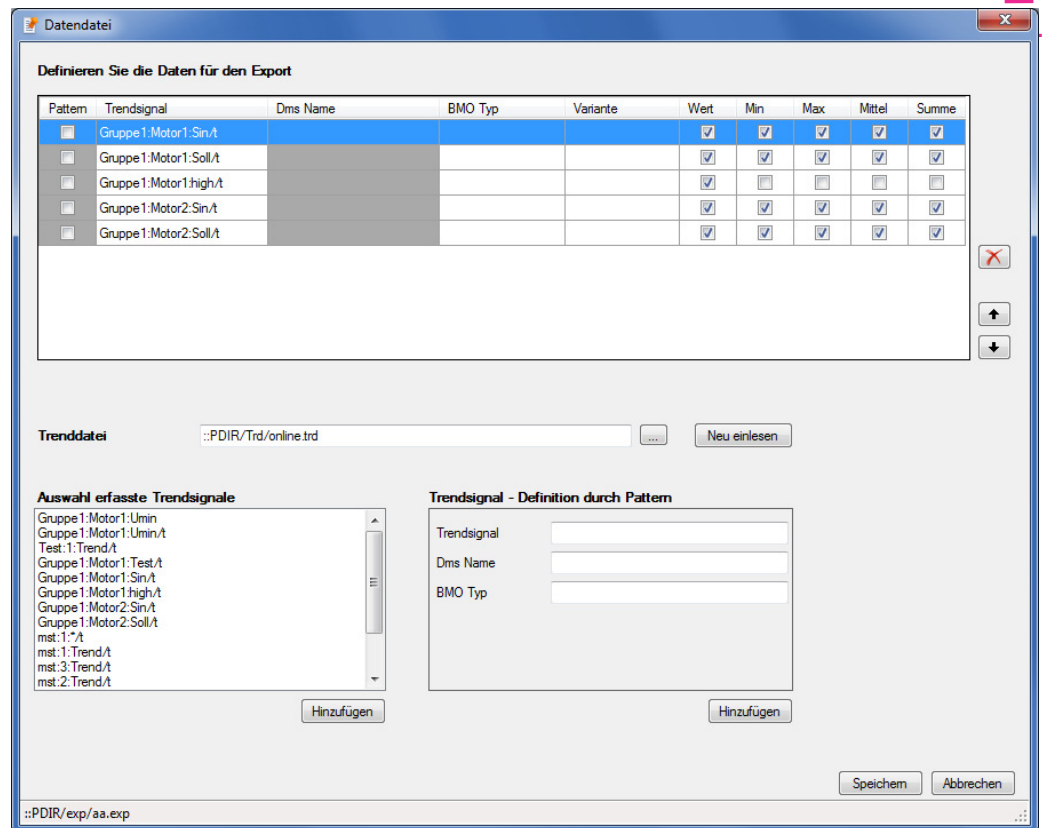 Datendatei
Definieren Sie die Daten für den Export
Pattern Trendsignal Dms Name BMO Typ Variante Wert Min Max Mittel Summe
Gruppe1:Motor1:Sin/t
Gruppe1:Motor1:Soll/t
Gruppe1:Motor1:high/t
Gruppe1:Motor2:Sin/t
Gruppe1:Motor2:Soll/t
Trenddatei ::PDIR/Trd/online.trd ... Neu einlesen
Auswahl erfasste Trendsignale
Gruppe1:Motor1:Umin
Gruppe1:Motor1:Umin/t
Test:1:Trend/t
Gruppe1:Motor1:Test/t
Gruppe1:Motor1:Sin/t
Gruppe1:Motor1:high/t
Gruppe1:Motor2:Sin/t
Gruppe1:Motor2:Soll/t
mst:1:*/t
mst:1:Trend/t
mst:3:Trend/t
mst:2:Trend/t
Hinzufügen
Trendsignal - Definition durch Pattern
Trendsignal
Dms Name
BMO Typ
Hinzufügen
Speichern Abbrechen
::PDIR/exp/aa.exp